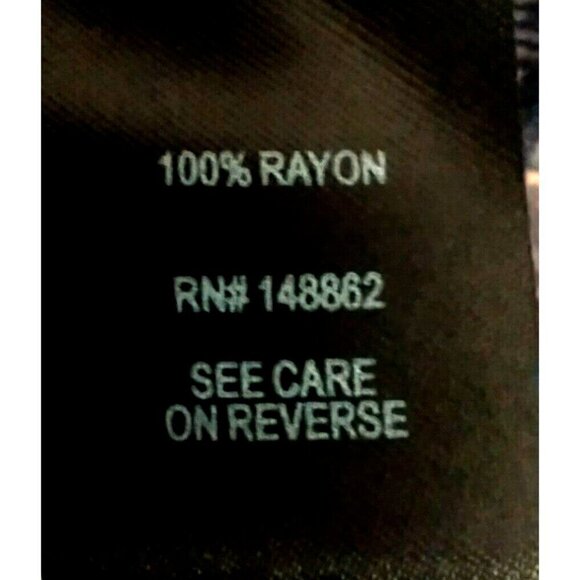 100% RAYON
RN# 148862
SEE CARE
ON REVERSE